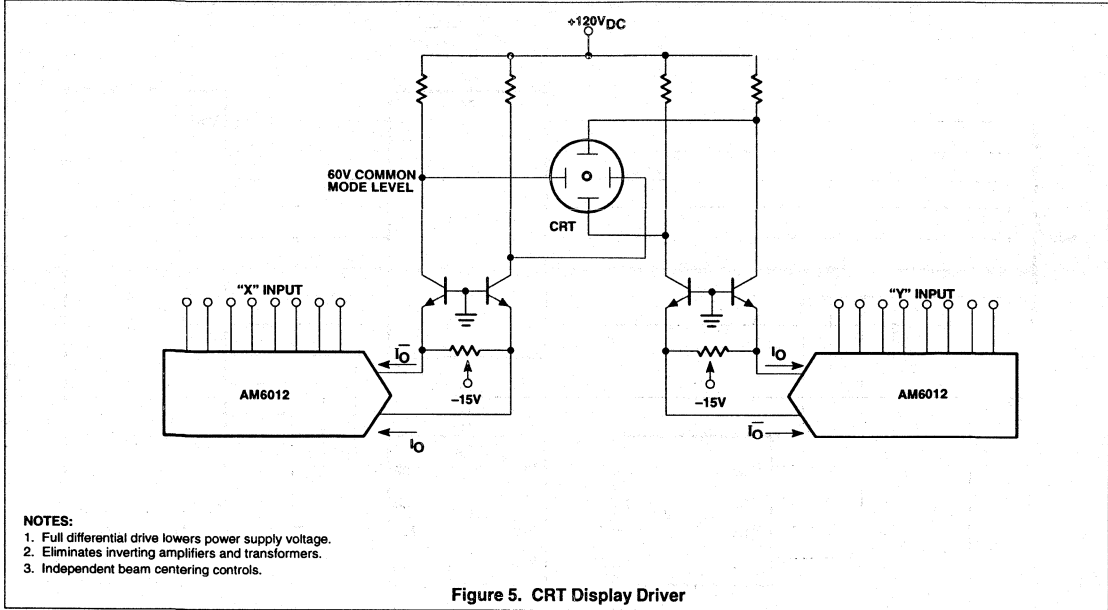 +120VDC
60V COMMON
MODE LEVEL
CRT
"X" INPUT
"Y" INPUT
IO
IO
AM6012
–15V
–15V
AM6012
IO
IO
NOTES:
1. Full differential drive lowers power supply voltage.
2. Eliminates inverting amplifiers and transformers.
3. Independent beam centering controls.
Figure 5. CRT Display Driver